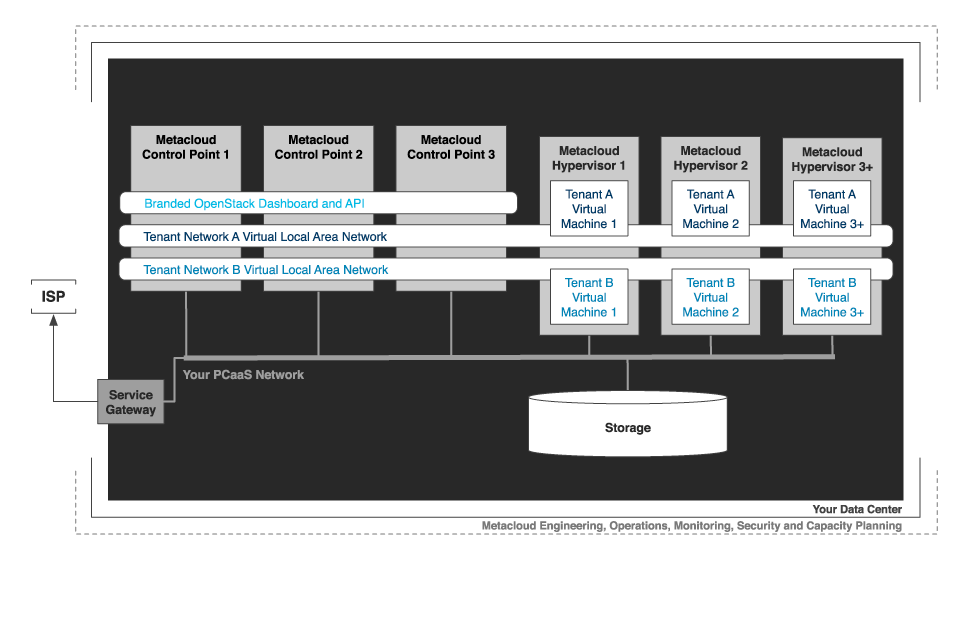 Metacloud
Control Point 1
Metacloud
Control Point 2
Metacloud
Control Point 3
Metacloud
Hypervisor 1
Metacloud
Hypervisor 2
Metacloud
Hypervisor 3+
Branded OpenStack Dashboard and API
Tenant A
Virtual
Machine 1
Tenant A
Virtual
Machine 2
Tenant A
Virtual
Machine 3+
Tenant Network A Virtual Local Area Network
Tenant Network B Virtual Local Area Network
Tenant B
Virtual
Machine 1
Tenant B
Virtual
Machine 2
Tenant B
Virtual
Machine 3+
ISP
Your PCaaS Network
Service
Gateway
Storage
Your Data Center
Metacloud Engineering, Operations, Monitoring, Security and Capacity Planning